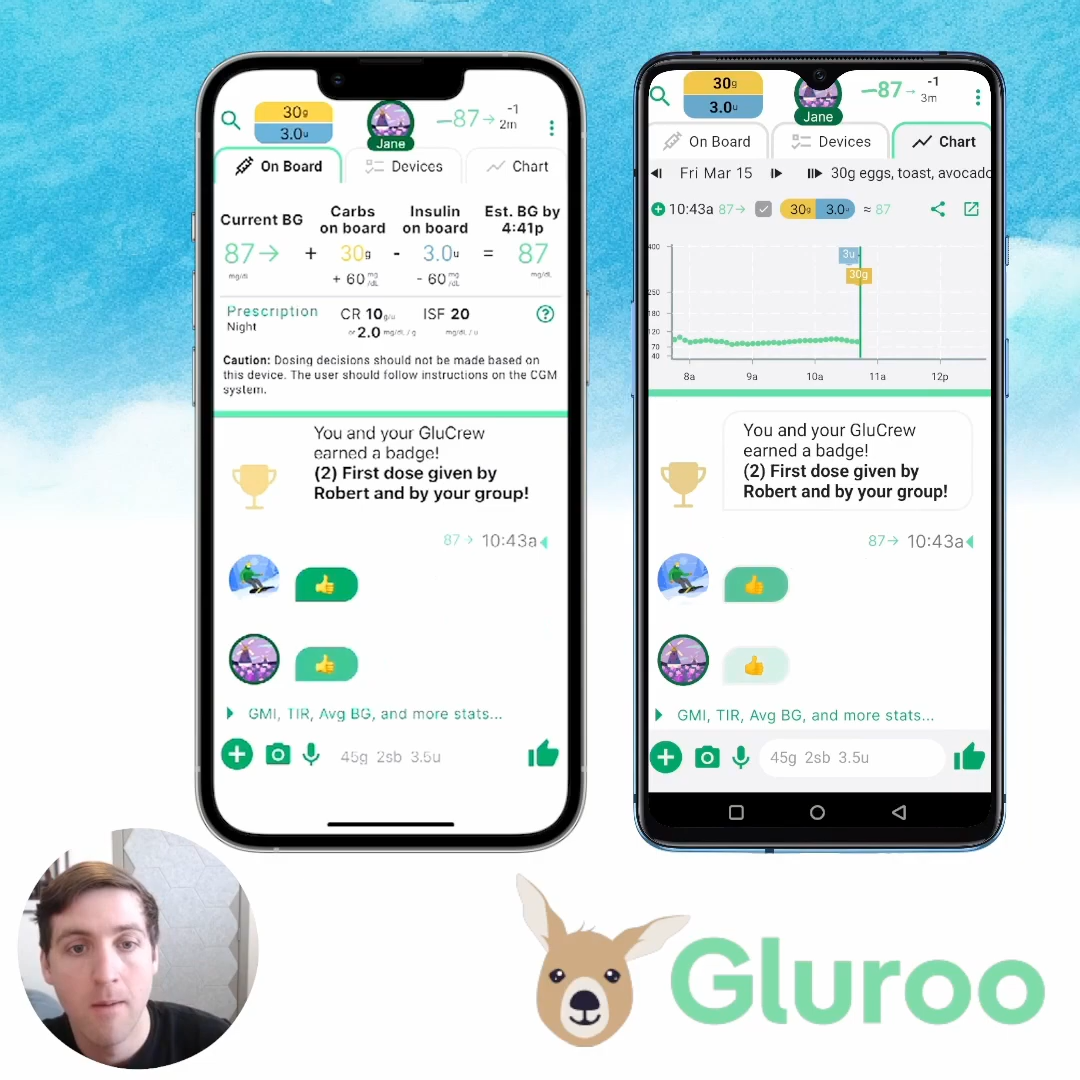 30g
3.0u
Jane
87→
-1
2m
On Board
Devices
Chart
Current BG
Carbs on board
Insulin on board
Est. BG by 4:41p
87→ + 30g - 3.0u = 87
mg/dl
+ 60 mg/dL
- 60 mg/dL
mg/dL
Prescription
Night
CR 10 g/u
or 2.0 mg/dL / g
ISF 20
mg/dL / u
?
Caution: Dosing decisions should not be made based on
this device. The user should follow instructions on the CGM
system.
You and your GluCrew
earned a badge!
(2) First dose given by
Robert and by your group!
87→ 10:43a
GMI, TIR, Avg BG, and more stats...
45g 2sb 3.5u
30g
3.0u
Jane
87→
-1
3m
On Board
Devices
Chart
Fri Mar 15
30g eggs, toast, avocado
10:43a 87→ 30g 3.0u ≈ 87
400
250
180
120
70
40
3u
30g
8a 9a 10a 11a 12p
You and your GluCrew
earned a badge!
(2) First dose given by
Robert and by your group!
87→ 10:43a
GMI, TIR, Avg BG, and more stats...
45g 2sb 3.5u
Gluroo